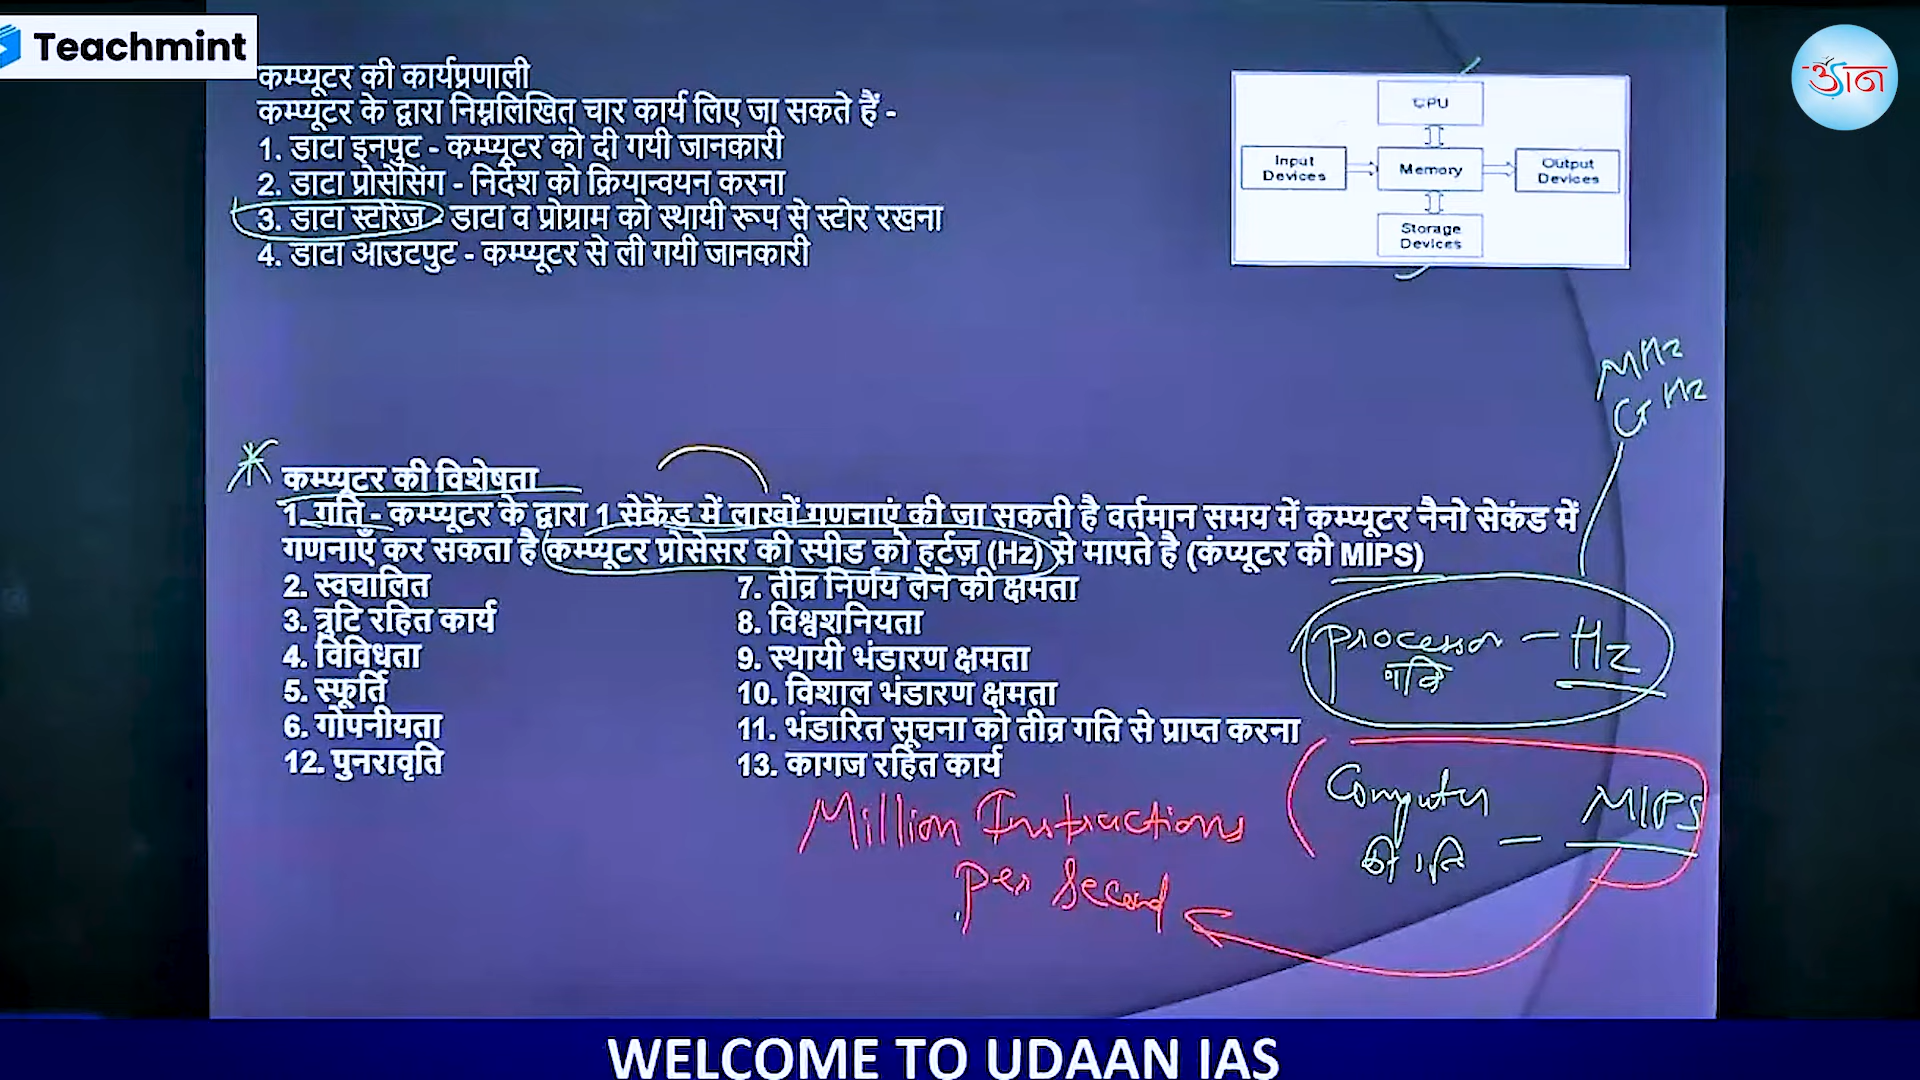 Teachmint
उड़ान
कम्प्यूटर की कार्यप्रणाली
कम्प्यूटर के द्वारा निम्नलिखित चार कार्य लिए जा सकते हैं -
1. डाटा इनपुट - कम्प्यूटर को दी गयी जानकारी
2. डाटा प्रोसेसिंग - निर्देश को क्रियान्वयन करना
3. डाटा स्टोरेज - डाटा व प्रोग्राम को स्थायी रूप से स्टोर रखना
4. डाटा आउटपुट - कम्प्यूटर से ली गयी जानकारी
CPU
Input Devices
Memory
Output Devices
Storage Devices
MHz
GHz
कम्प्यूटर की विशेषता
1. गति - कम्प्यूटर के द्वारा 1 सेकेंड में लाखों गणनाएं की जा सकती है वर्तमान समय में कम्प्यूटर नैनो सेकंड में
गणनाएँ कर सकता है कम्प्यूटर प्रोसेसर की स्पीड को हर्टज़ (Hz) से मापते है (कंप्यूटर की MIPS)
2. स्वचालित
3. त्रुटि रहित कार्य
4. विविधता
5. स्फूर्ति
6. गोपनीयता
12. पुनरावृति
7. तीव्र निर्णय लेने की क्षमता
8. विश्वशनियता
9. स्थायी भंडारण क्षमता
10. विशाल भंडारण क्षमता
11. भंडारित सूचना को तीव्र गति से प्राप्त करना
13. कागज रहित कार्य
Processor - Hz
गति
Computer - MIPS
की गति
Million Instructions
per Second
WELCOME TO UDAAN IAS